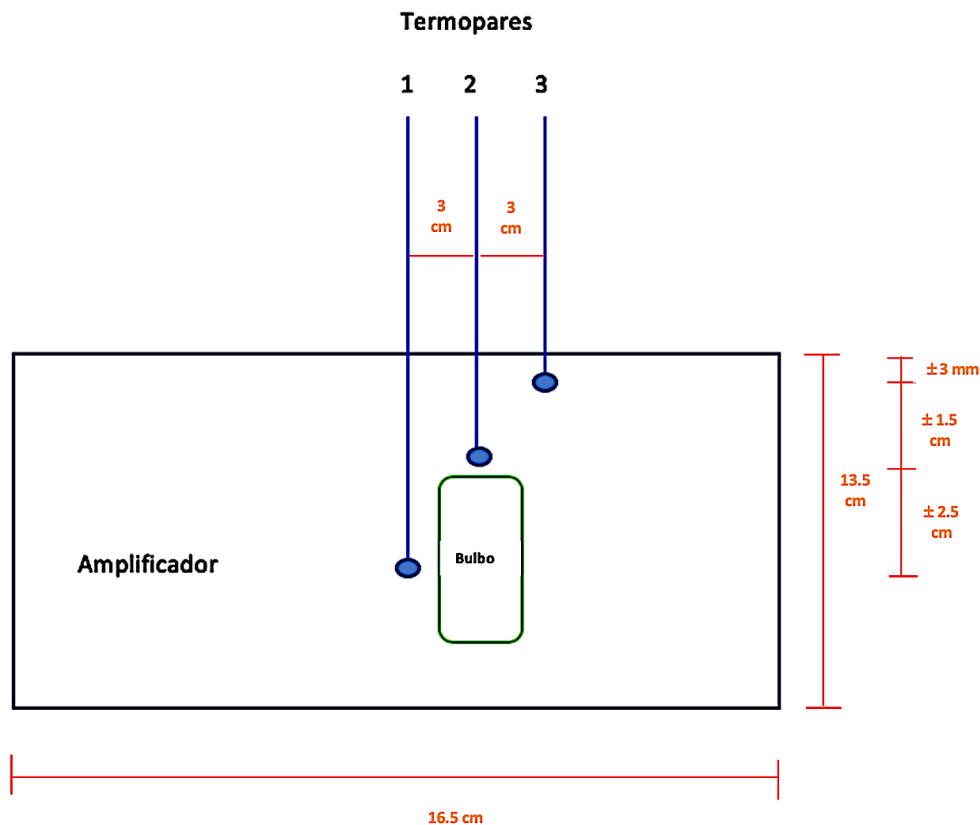 Termopares
1 2 3
3
cm
3
cm
±3 mm
± 1.5
cm
13.5
cm
± 2.5
cm
Bulbo
Amplificador
16.5 cm